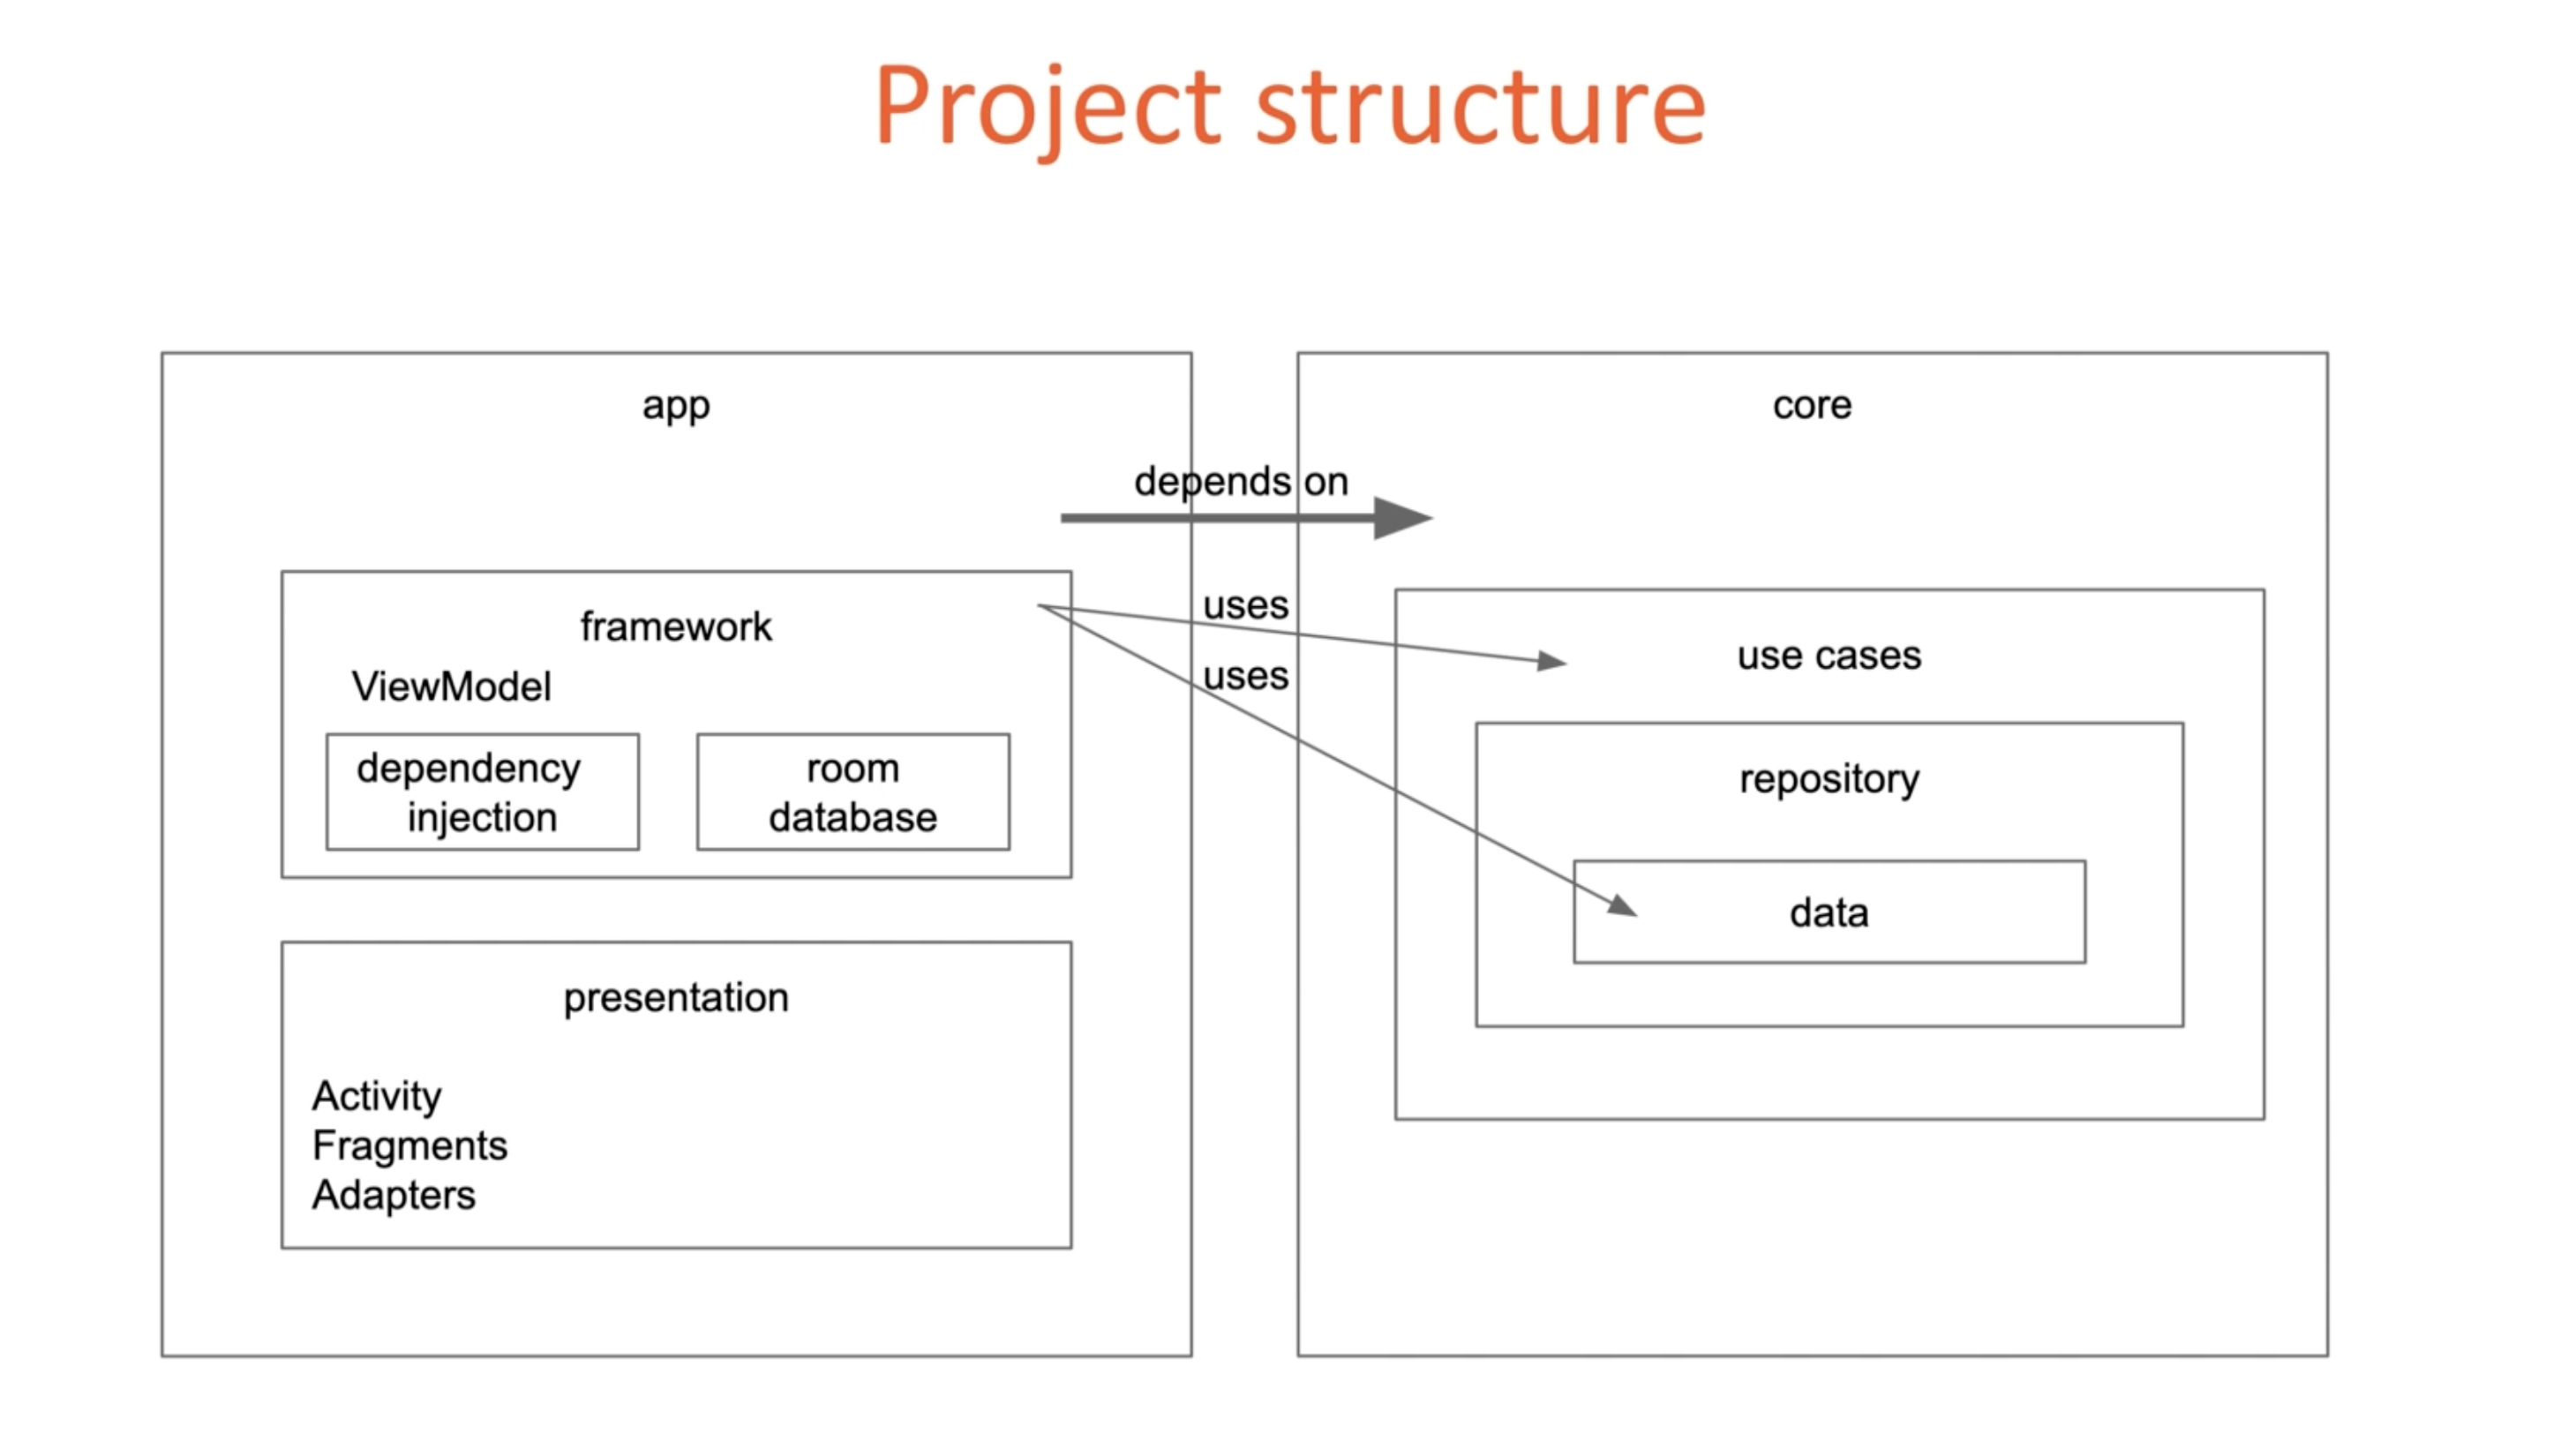 Project structure
app
core
depends on
framework
ViewModel
dependency
injection
room
database
uses
uses
use cases
repository
data
presentation
Activity
Fragments
Adapters